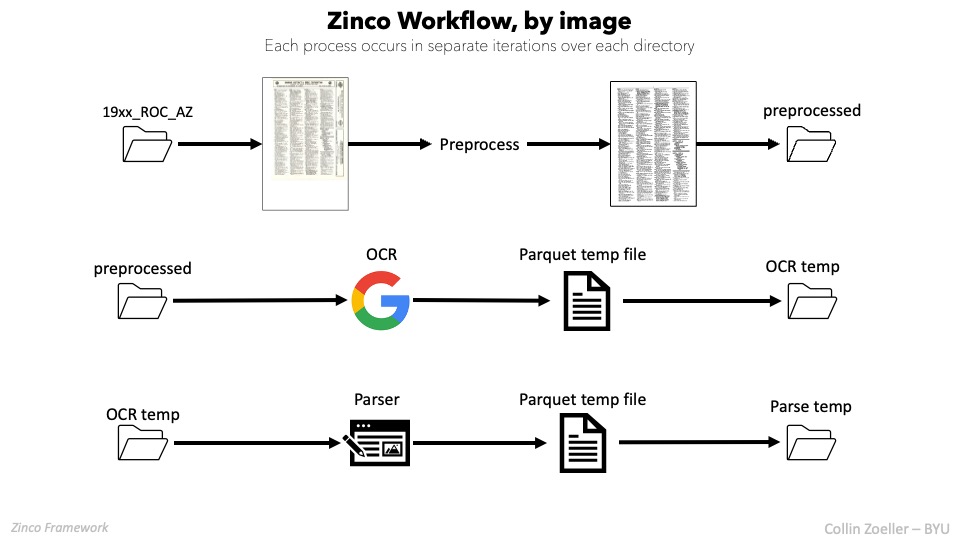 Zinco Workflow, by image
Each process occurs in separate iterations over each directory
19xx_ROC_AZ
Preprocess
preprocessed
preprocessed
OCR
Parquet temp file
OCR temp
OCR temp
Parser
Parquet temp file
Parse temp
Zinco Framework
Collin Zoeller – BYU